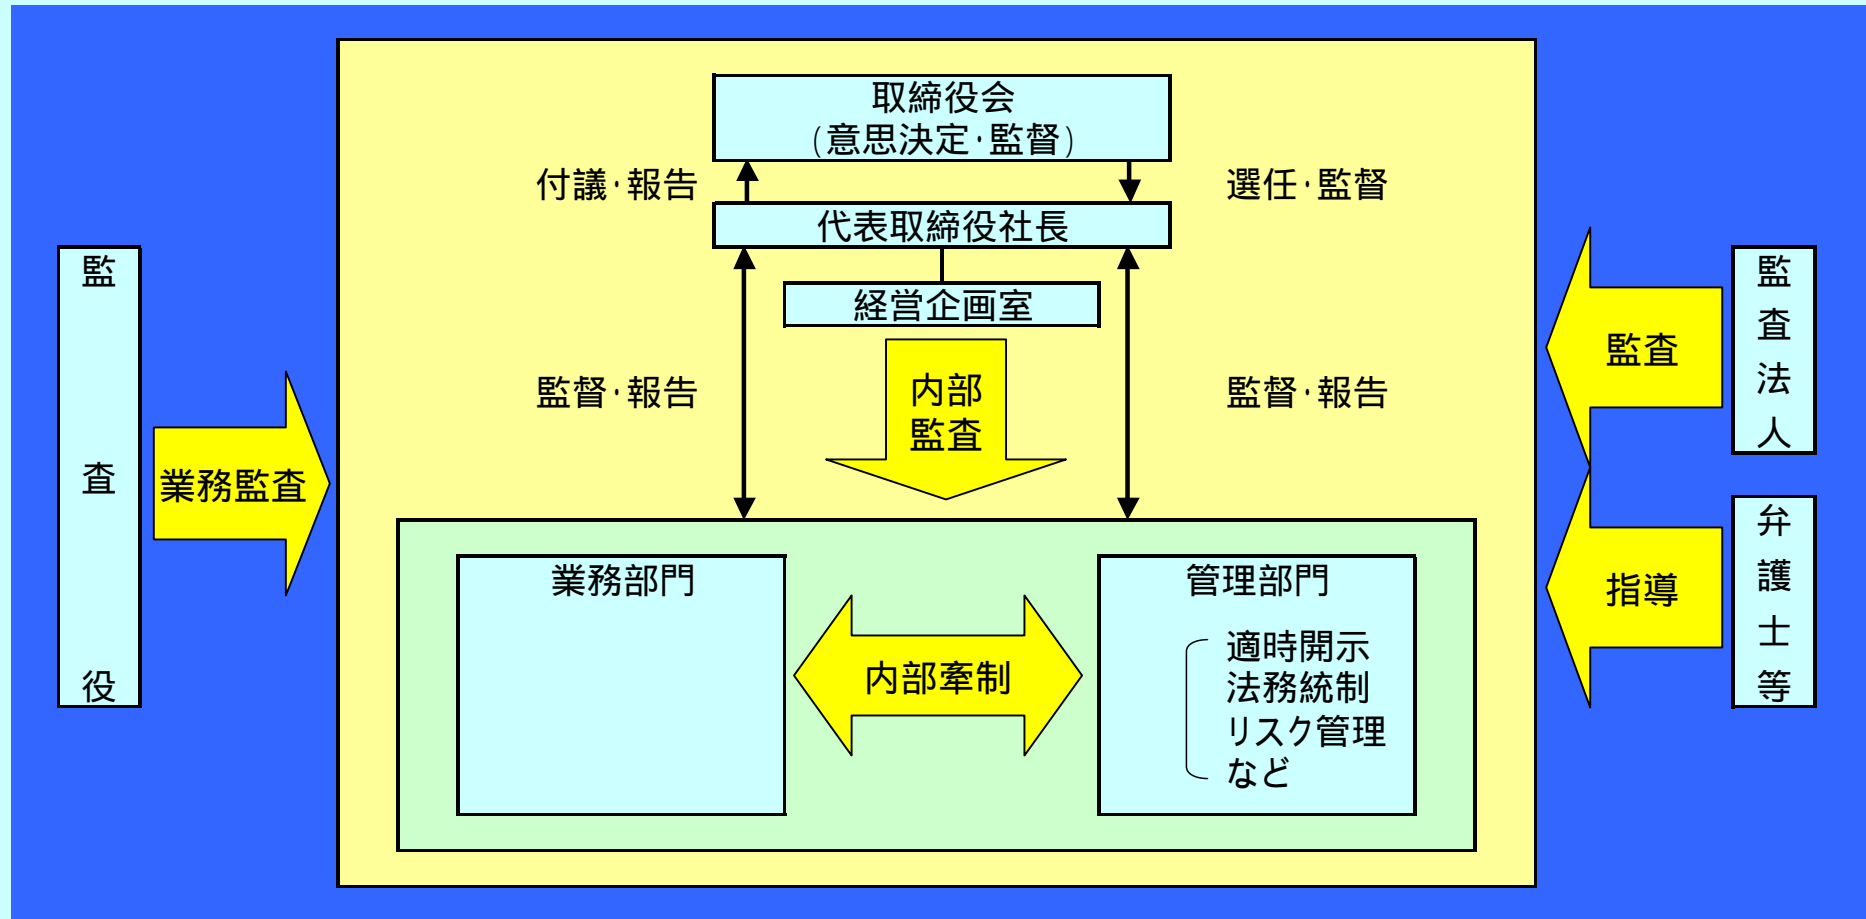 取締役会
(意思決定・監督)
付議・報告
選任・監督
代表取締役社長
経営企画室
監督・報告
内部
監査
監督・報告
監査役
業務監査
業務部門
内部牽制
管理部門
適時開示
法務統制
リスク管理
など
監査
監査法人
指導
弁護士等